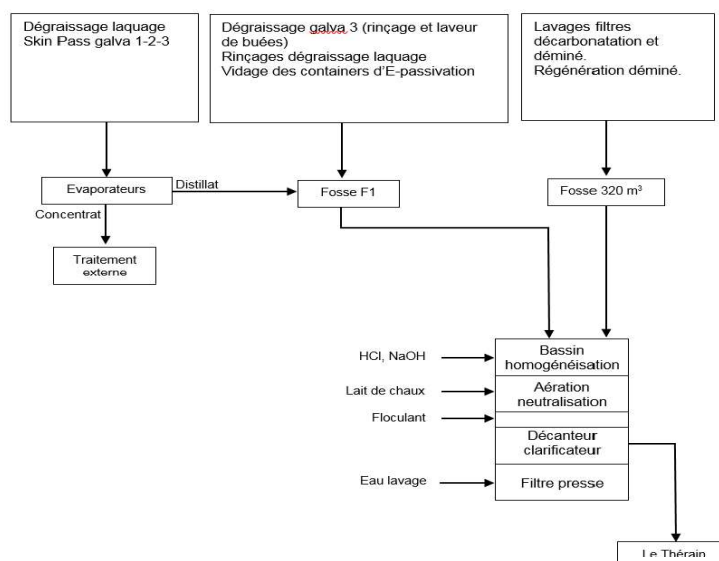 Dégraissage laquage
Skin Pass galva 1-2-3
Dégraissage galva 3 (rinçage et laveur
de buées)
Rinçages dégraissage laquage
Vidage des containers d’E-passivation
Lavages filtres
décarbonatation et
déminé.
Régénération déminé.
Evaporateurs
Distillat
Fosse F1
Fosse 320 m³
Concentrat
Traitement
externe
HCl, NaOH
Bassin
homogénéisation
Lait de chaux
Aération
neutralisation
Floculant
Décanteur
clarificateur
Eau lavage
Filtre presse
Le Thérain